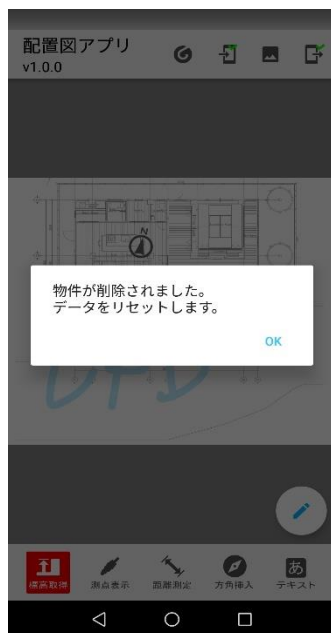 配置図アプリ
v1.0.0
N
物件が削除されました。
データをリセットします。
OK
標高取得
測点表示
距離測定
方角挿入
あ
テキスト